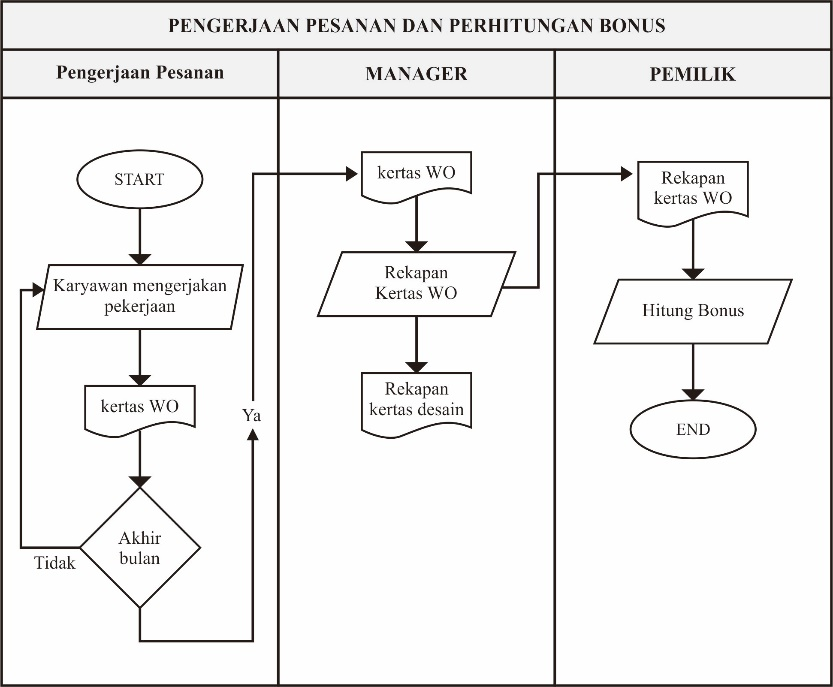 PENGERJAAN PESANAN DAN PERHITUNGAN BONUS
Pengerjaan Pesanan
MANAGER
PEMILIK
START
Karyawan mengerjakan
pekerjaan
kertas WO
Akhir
bulan
Tidak
Ya
kertas WO
Rekapan
Kertas WO
Rekapan
kertas desain
Rekapan
kertas WO
Hitung Bonus
END